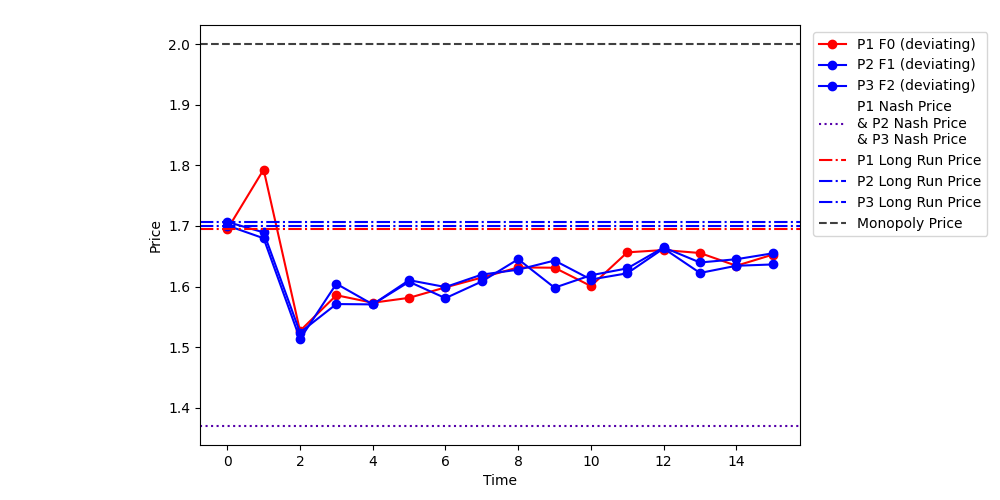 2.0
1.9
1.8
1.7
1.6
1.5
1.4
Price
0 2 4 6 8 10 12 14
Time
P1 F0 (deviating)
P2 F1 (deviating)
P3 F2 (deviating)
P1 Nash Price
& P2 Nash Price
& P3 Nash Price
P1 Long Run Price
P2 Long Run Price
P3 Long Run Price
Monopoly Price